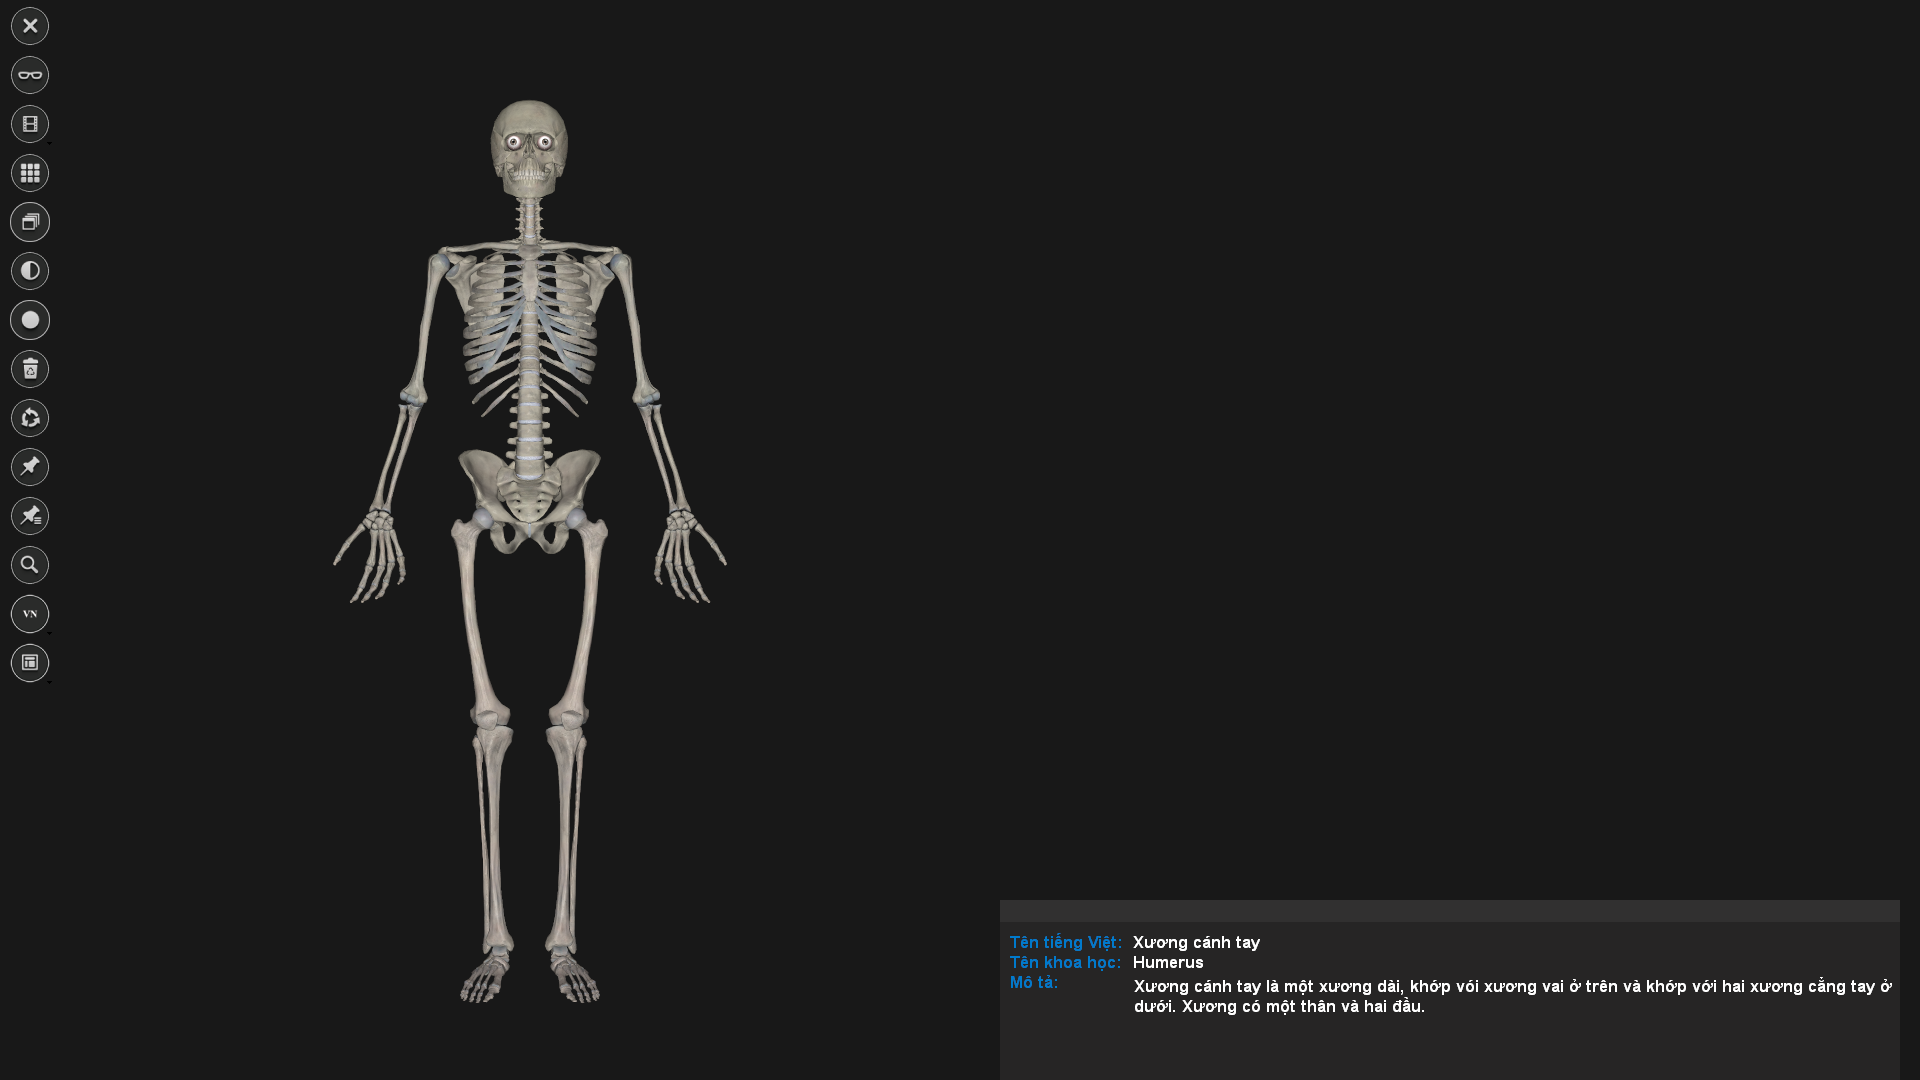 VN
Tên tiếng Việt: Xương cánh tay
Tên khoa học: Humerus
Mô tả: Xương cánh tay là một xương dài, khớp vói xương vai ở trên và khớp với hai xương cẳng tay ở
dưới. Xương có một thân và hai đầu.